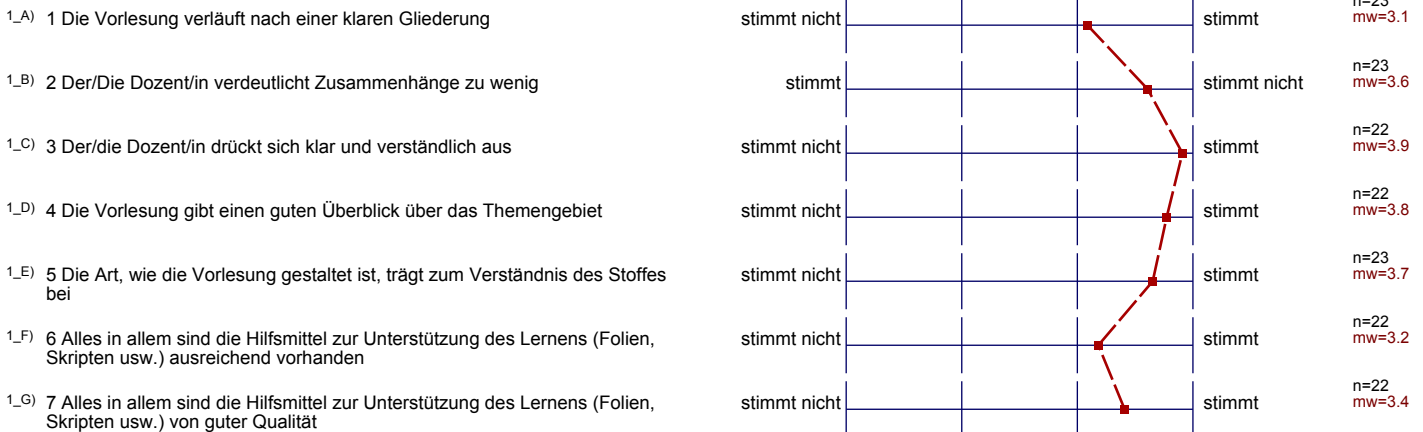 1_A) 1 Die Vorlesung verläuft nach einer klaren Gliederung stimmt nicht stimmt n=23
mw=3.1
1_B) 2 Der/Die Dozent/in verdeutlicht Zusammenhänge zu wenig stimmt stimmt nicht n=23
mw=3.6
1_C) 3 Der/die Dozent/in drückt sich klar und verständlich aus stimmt nicht stimmt n=22
mw=3.9
1_D) 4 Die Vorlesung gibt einen guten Überblick über das Themengebiet stimmt nicht stimmt n=22
mw=3.8
1_E) 5 Die Art, wie die Vorlesung gestaltet ist, trägt zum Verständnis des Stoffes stimmt nicht stimmt n=23
bei mw=3.7
1_F) 6 Alles in allem sind die Hilfsmittel zur Unterstützung des Lernens (Folien, stimmt nicht stimmt n=22
Skripten usw.) ausreichend vorhanden mw=3.2
1_G) 7 Alles in allem sind die Hilfsmittel zur Unterstützung des Lernens (Folien, stimmt nicht stimmt n=22
Skripten usw.) von guter Qualität mw=3.4